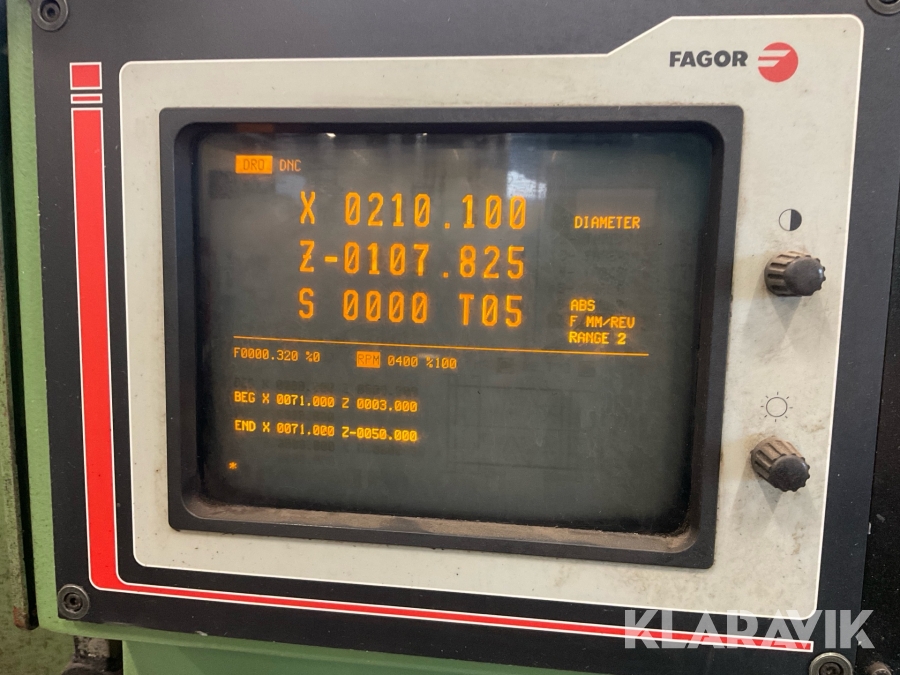 FAGOR
DRO DNC
X 0210.100 DIAMETER
Z-0107.825
S 0000 T05
ABS
F MM/REV
RANGE 2
F0000.320 %0 RPM 0400 %100
BEG X 0071.000 Z 0003.000
END X 0071.000 Z-0050.000
*
KLARAVIK